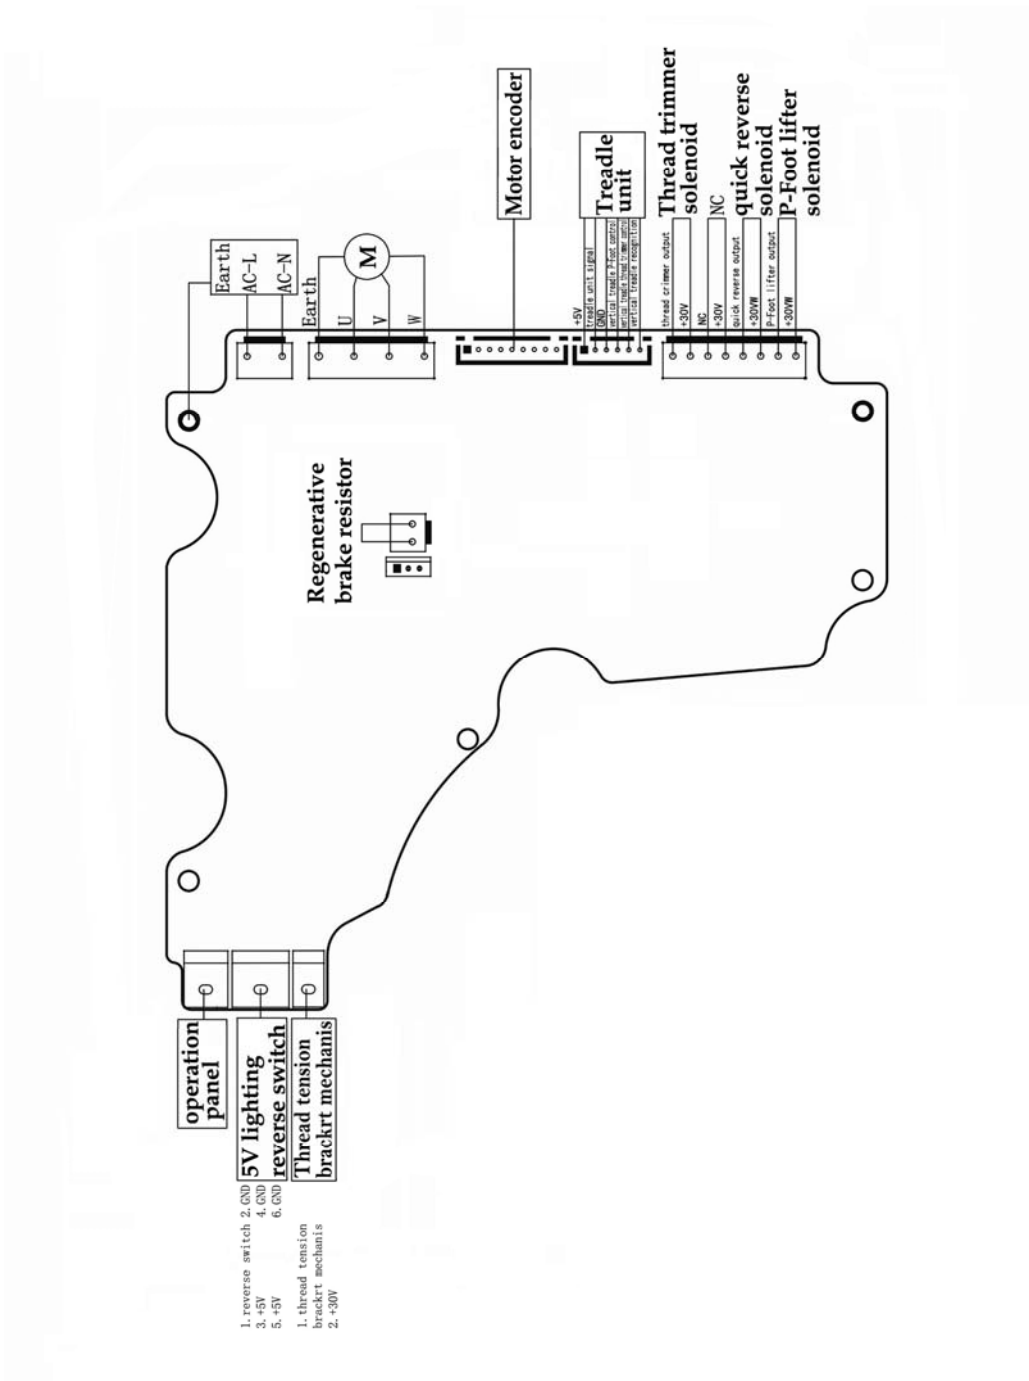 Earth
AC-L
AC-N
Earth
U
V
W
M
Motor encoder
+5V
treadle unit signal
GND
vertical treadle P-Foot control
vertical treadle thread trimmer control
vertical treadle recognition
Treadle
unit
thread crimmer output
+30V
NC
+30V
quick reverse output
+30VW
P-Foot lifter output
+30VW
Thread trimmer
solenoid
NC
quick reverse
solenoid
P-Foot lifter
solenoid
Regenerative
brake resistor
operation
panel
5V lighting
reverse switch
Thread tension
brackrt mechanis
1. reverse switch 2. GND
3. +5V 4. GND
5. +5V 6. GND
1. thread tension
brackrt mechanis
2. +30V